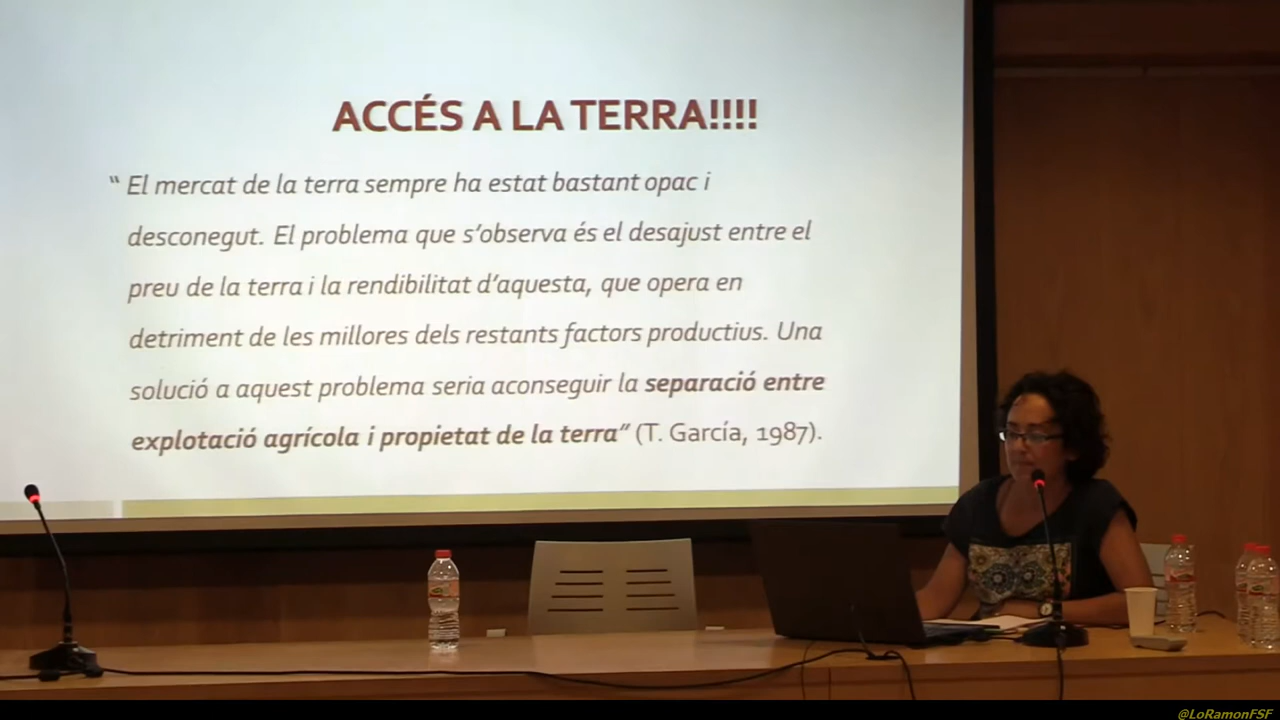 ACCÉS A LA TERRA!!!!
“ El mercat de la terra sempre ha estat bastant opac i
desconegut. El problema que s’observa és el desajust entre el
preu de la terra i la rendibilitat d’aquesta, que opera en
detriment de les millores dels restants factors productius. Una
solució a aquest problema seria aconseguir la separació entre
explotació agrícola i propietat de la terra” (T. García, 1987).
@LoRamonFSF